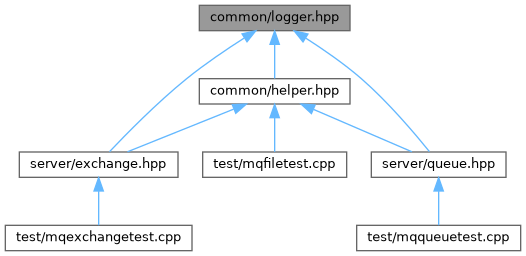 common/logger.hpp
common/helper.hpp
server/exchange.hpp
test/mqfiletest.cpp
server/queue.hpp
test/mqexchangetest.cpp
test/mqqueuetest.cpp